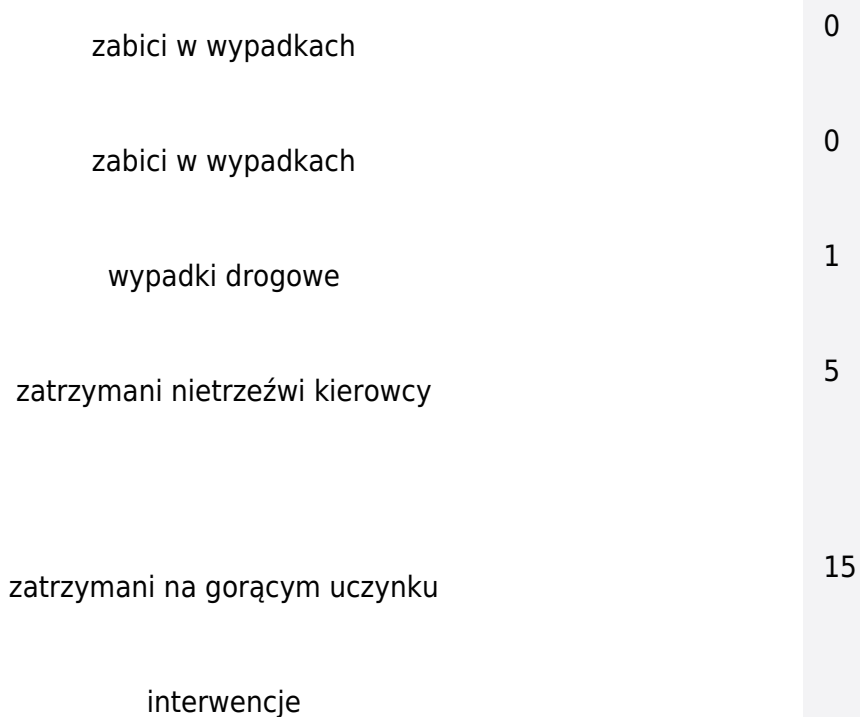 zabici w wypadkach 0
zabici w wypadkach 0
wypadki drogowe 1
zatrzymani nietrzeźwi kierowcy 5
zatrzymani na gorącym uczynku 15
interwencje